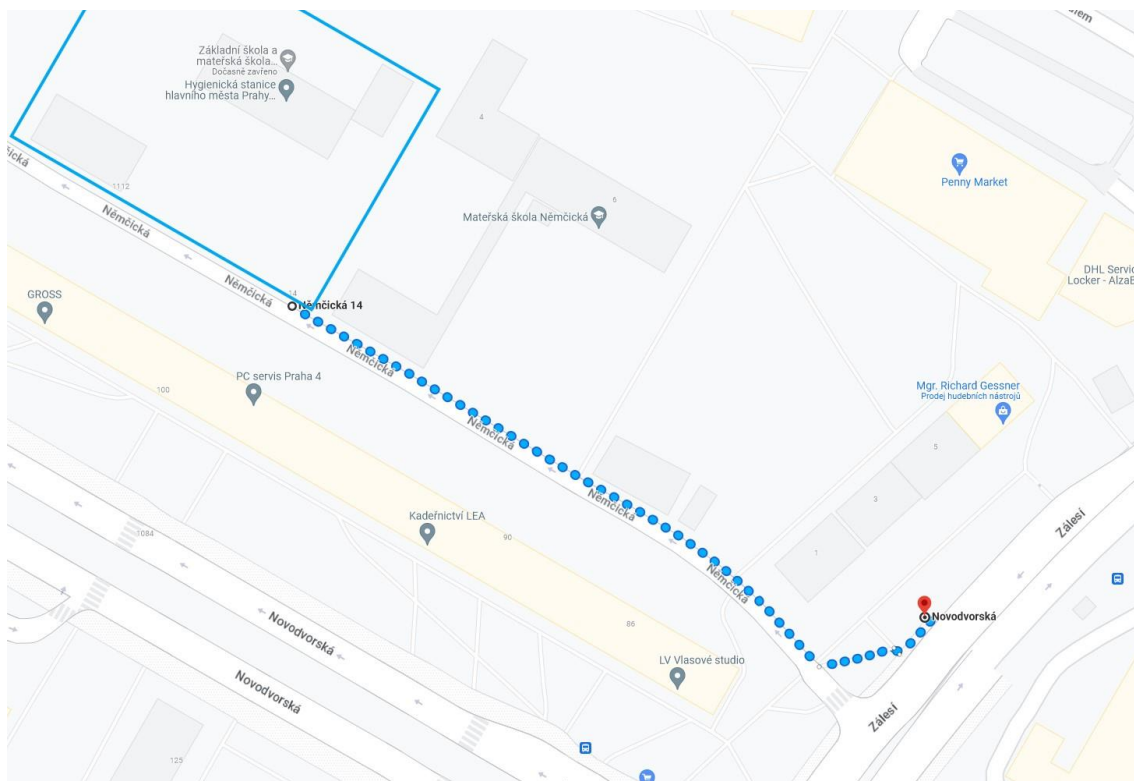 Základní škola a
mateřská škola...
Dočasně zavřeno
Hygienická stanice
hlavního města Prahy...
4
Penny Market
1112
6
Mateřská škola Němčická
Němčická
DHL Servic
Locker - AlzaB
Němčická
14
Němčická 14
GROSS
Němčická
PC servis Praha 4
100
Mgr. Richard Gessner
Prodej hudebních nástrojů
Němčická
5
Němčická
3
Kadeřnictví LEA
90
Zálesí
1084
1
Němčická
Novodvorská
Novodvorská
86
LV Vlasové studio
Novodvorská
Zálesí
125